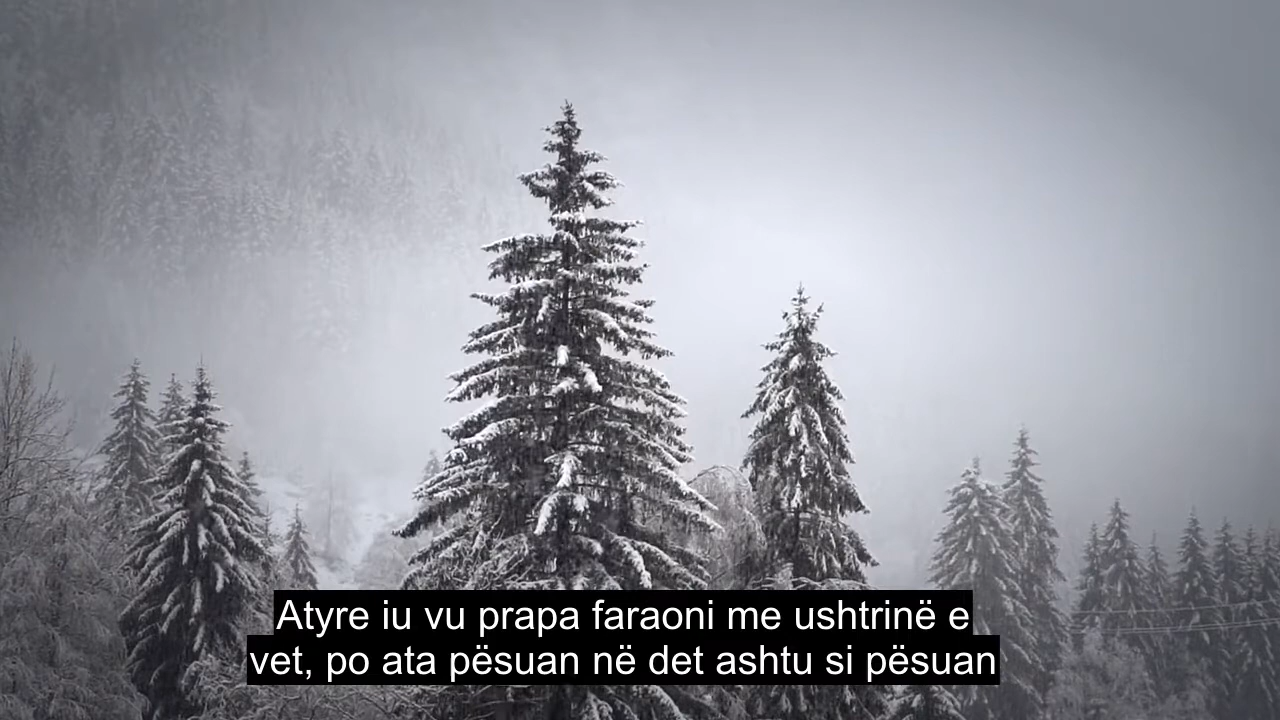 Atyre iu vu prapa faraoni me ushtrinë e
vet, po ata pësuan në det ashtu si pësuan